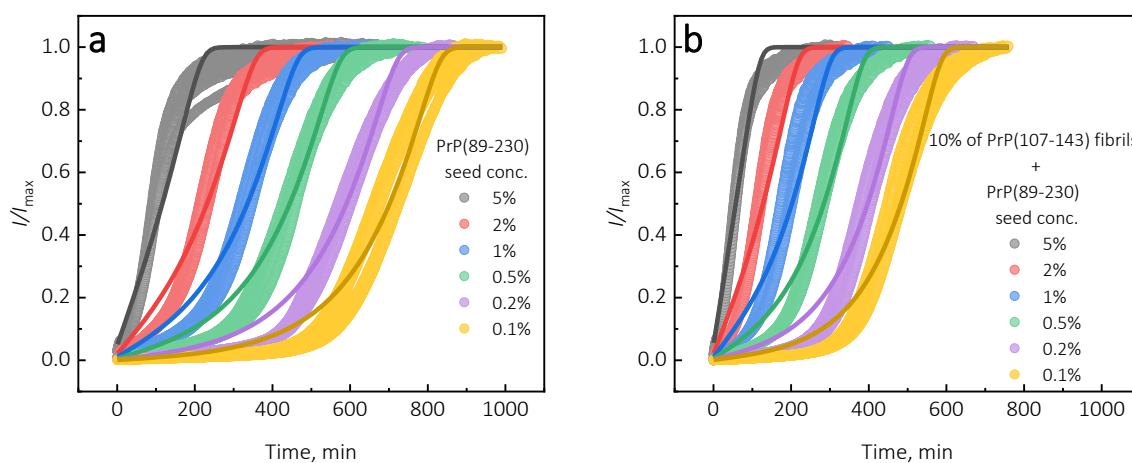 a
1.0
0.8
0.6
0.4
0.2
0.0
I/Imax
PrP(89-230)
seed conc.
5%
2%
1%
0.5%
0.2%
0.1%
0 200 400 600 800 1000
Time, min
b
1.0
0.8
0.6
0.4
0.2
0.0
I/Imax
10% of PrP(107-143) fibrils
+
PrP(89-230)
seed conc.
5%
2%
1%
0.5%
0.2%
0.1%
0 200 400 600 800 1000
Time, min